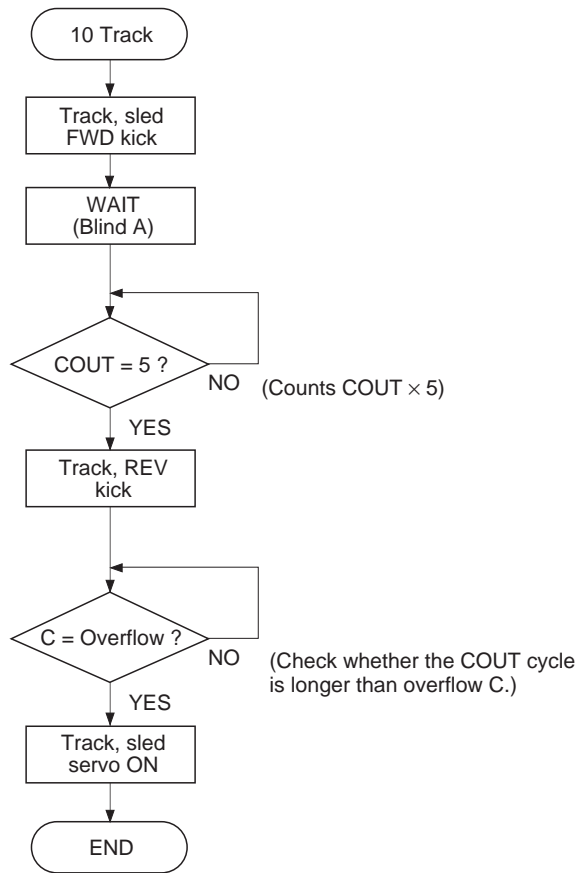 10 Track
Track, sled
FWD kick
WAIT
(Blind A)
COUT = 5 ?
NO
(Counts COUT × 5)
YES
Track, REV
kick
C = Overflow ?
NO
(Check whether the COUT cycle
is longer than overflow C.)
YES
Track, sled
servo ON
END